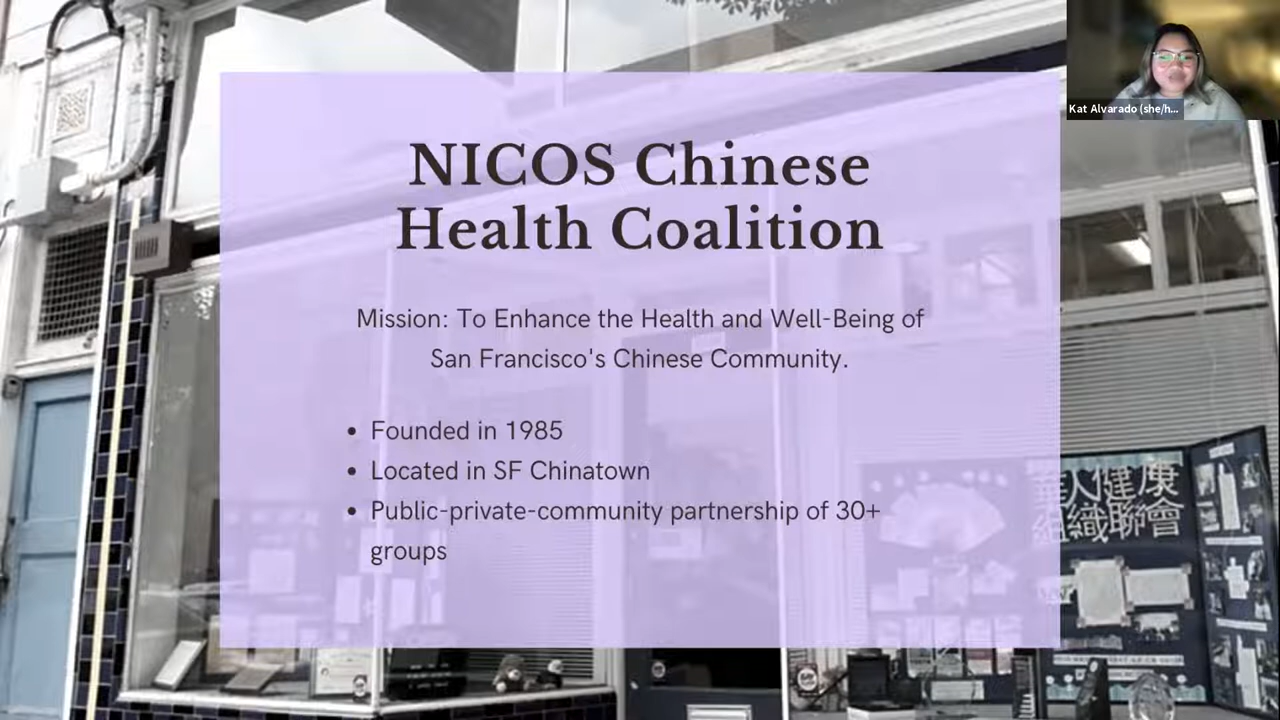 NICOS Chinese
Health Coalition
Mission: To Enhance the Health and Well-Being of
San Francisco's Chinese Community.
• Founded in 1985
• Located in SF Chinatown
• Public-private-community partnership of 30+
groups
Kat Alvarado (she/h...
華人健康
組織聯會